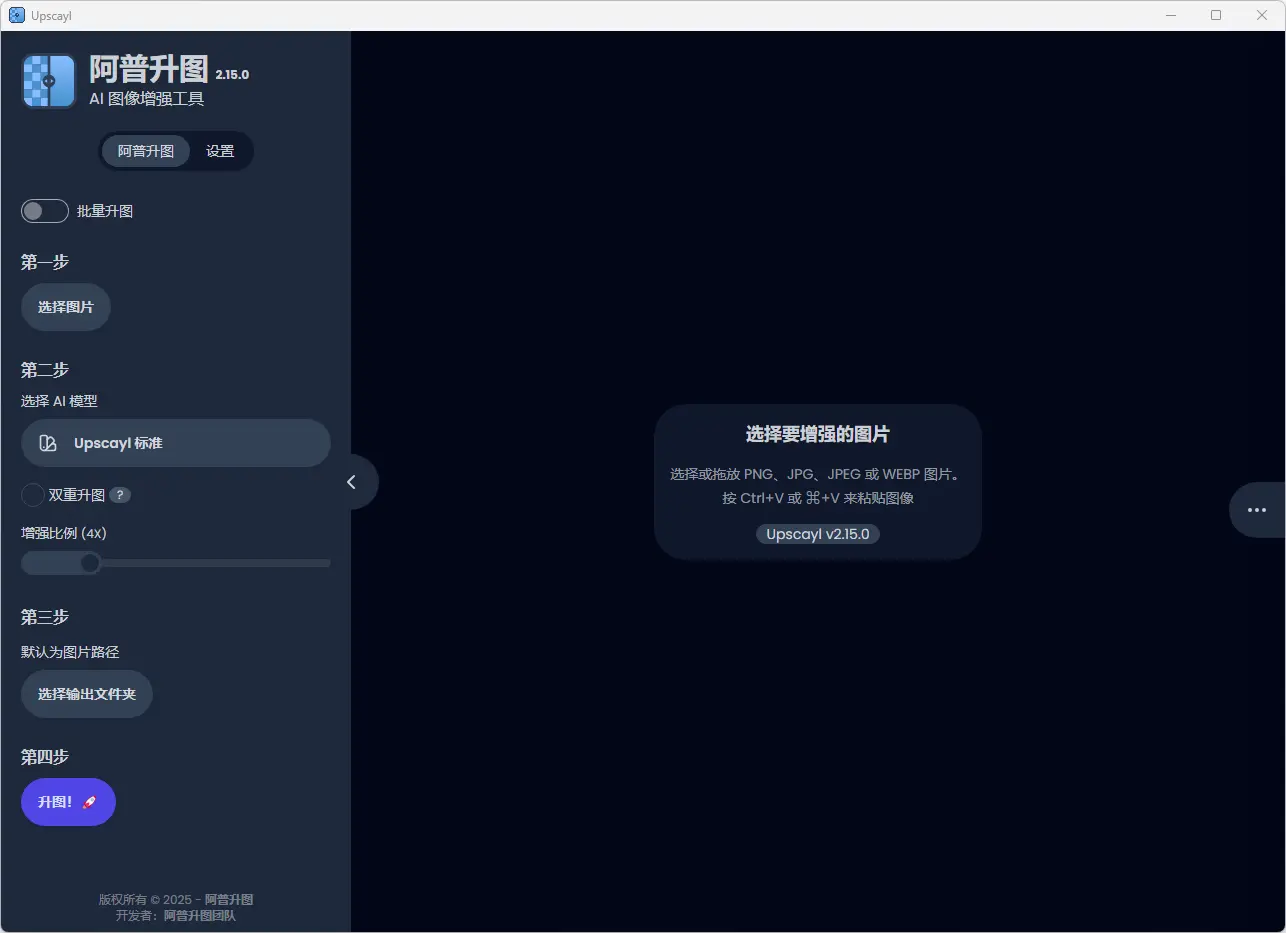 Upscayl
阿普升图 2.15.0
AI 图像增强工具
阿普升图 设置
批量升图
第一步
选择图片
第二步
选择 AI 模型
Upscayl 标准
双重升图 ?
增强比例 (4X)
第三步
默认为图片路径
选择输出文件夹
第四步
升图!
版权所有 © 2025 - 阿普升图
开发者：阿普升图团队
选择要增强的图片
选择或拖放 PNG、JPG、JPEG 或 WEBP 图片。
按 Ctrl+V 或 ⌘+V 来粘贴图像
Upscayl v2.15.0